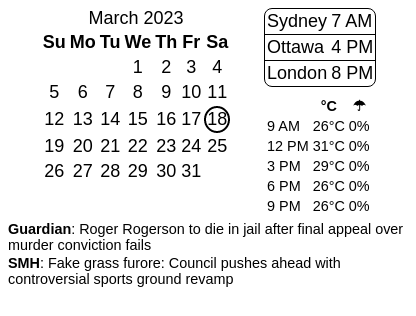 March 2023
Su Mo Tu We Th Fr Sa
1 2 3 4
5 6 7 8 9 10 11
12 13 14 15 16 17 18
19 20 21 22 23 24 25
26 27 28 29 30 31
Sydney 7 AM
Ottawa 4 PM
London 8 PM
°C ☂
9 AM 26°C 0%
12 PM 31°C 0%
3 PM 29°C 0%
6 PM 26°C 0%
9 PM 26°C 0%
Guardian: Roger Rogerson to die in jail after final appeal over
murder conviction fails
SMH: Fake grass furore: Council pushes ahead with
controversial sports ground revamp